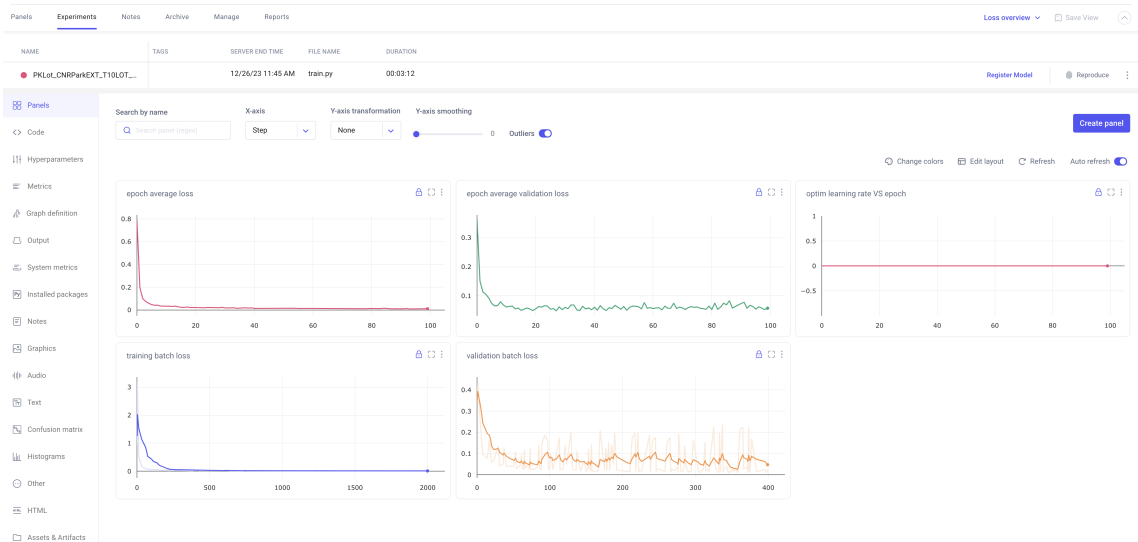 Panels Experiments Notes Archive Manage Reports Loss overview Save View
NAME TAGS SERVER END TIME FILE NAME DURATION
PKLot_CNRParkEXT_T10LOT_... 12/26/23 11:45 AM train.py 00:03:12 Register Model Reproduce
Panels
Code
Hyperparameters
Metrics
Graph definition
Output
System metrics
Py Installed packages
Notes
Graphics
Audio
Text
Confusion matrix
Histograms
Other
HTML
Assets & Artifacts
Search by name X-axis Y-axis transformation Y-axis smoothing
Search panel (regex) Step None 0 Outliers
Create panel
Change colors Edit layout Refresh Auto refresh
epoch average loss
0.8
0.6
0.4
0.2
0
0 20 40 60 80 100
epoch average validation loss
0.3
0.2
0.1
0 20 40 60 80 100
optim learning rate VS epoch
1
0.5
0
−0.5
0 20 40 60 80 100
training batch loss
3
2
1
0
0 500 1000 1500 2000
validation batch loss
0.4
0.3
0.2
0.1
0
0 100 200 300 400